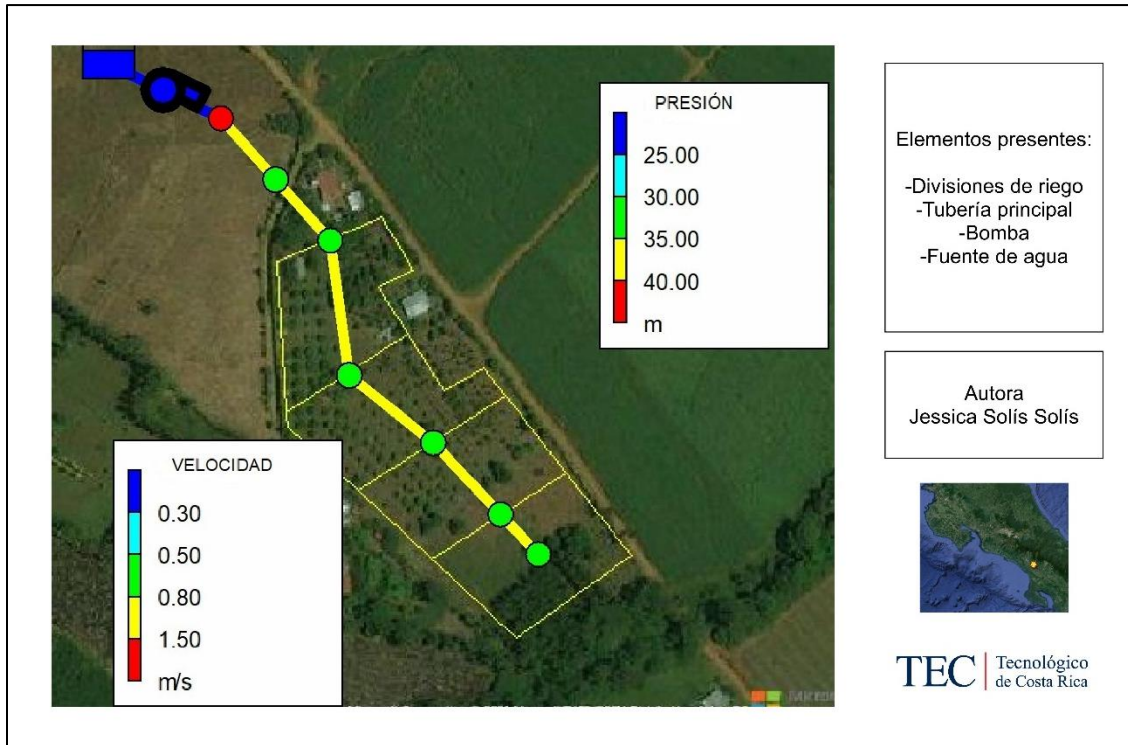 PRESIÓN
25.00
30.00
35.00
40.00
m
VELOCIDAD
0.30
0.50
0.80
1.50
m/s
Elementos presentes:
-Divisiones de riego
-Tubería principal
-Bomba
-Fuente de agua
Autora
Jessica Solís Solís
TEC
Tecnológico
de Costa Rica